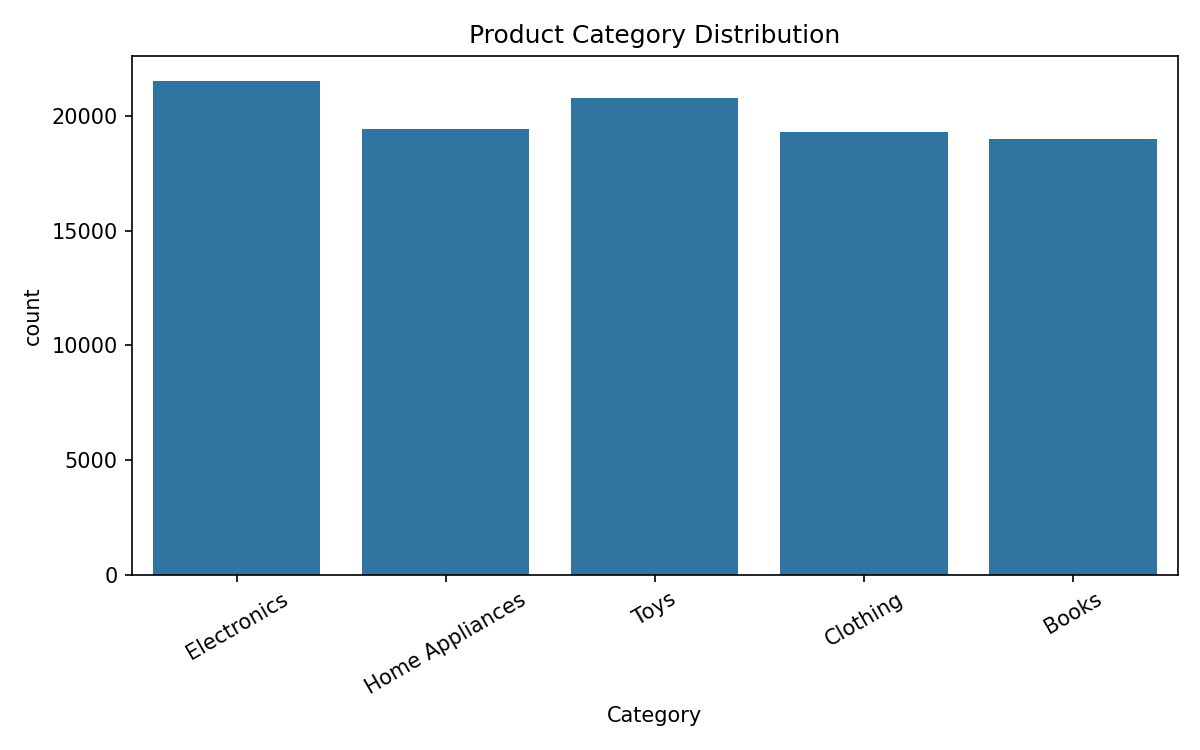 Product Category Distribution
count
20000
15000
10000
5000
0
Electronics
Home Appliances
Toys
Clothing
Books
Category